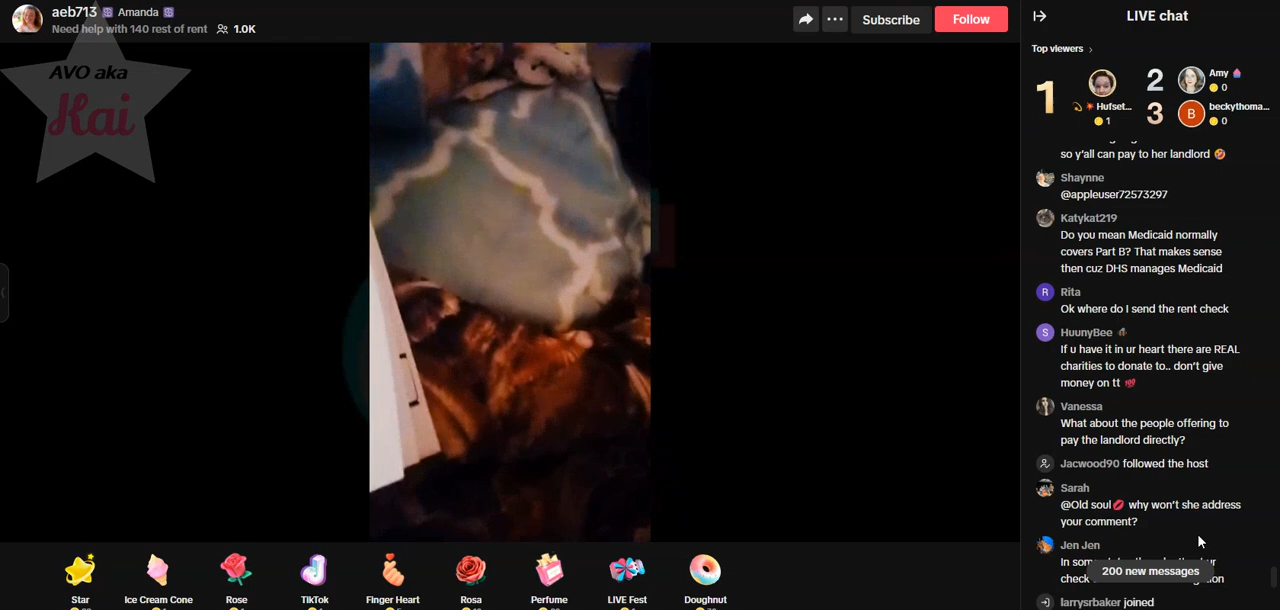 aeb713 Amanda
Need help with 140 rest of rent 1.0K
Subscribe
Follow
LIVE chat
AVO aka
Kai
Top viewers >
1
Hufset...
1
2
Amy
0
3
B
beckythoma...
0
so y'all can pay to her landlord 🤣
Shaynne
@appleuser72573297
Katykat219
Do you mean Medicaid normally
covers Part B? That makes sense
then cuz DHS manages Medicaid
R
Rita
Ok where do I send the rent check
S
HuunyBee
If u have it in ur heart there are REAL
charities to donate to.. don't give
money on tt 💯
Vanessa
What about the people offering to
pay the landlord directly?
Jacwood90 followed the host
Sarah
@Old soul💋 why won't she address
your comment?
Jen Jen
check
200 new messages
larrysrbaker joined
Star
Ice Cream Cone
Rose
TikTok
Finger Heart
Rosa
Perfume
LIVE Fest
Doughnut